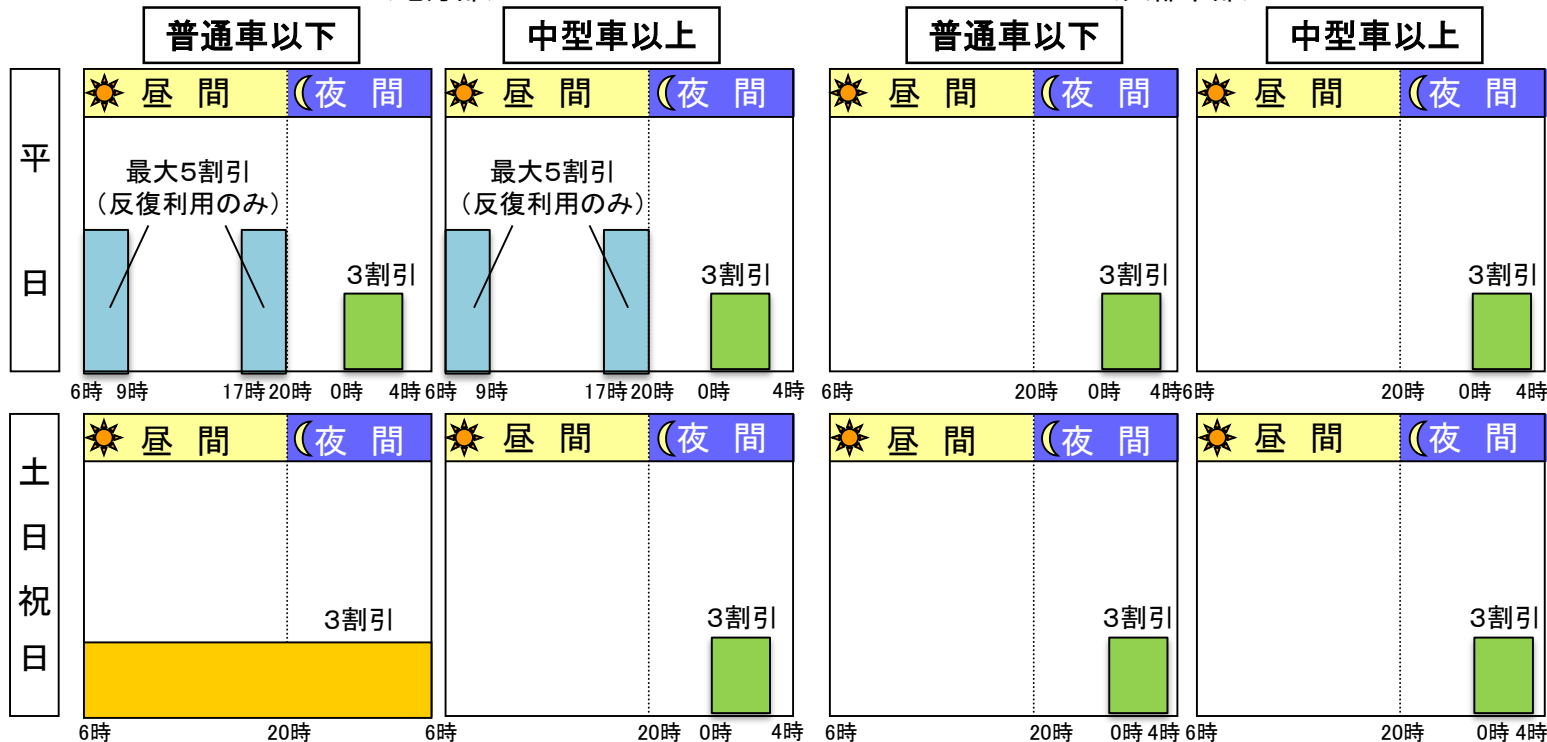 普通車以下
中型車以上
普通車以下
中型車以上
平日
昼間 夜間
最大5割引
(反復利用のみ)
3割引
6時 9時 17時 20時 0時 4時
昼間 夜間
最大5割引
(反復利用のみ)
3割引
6時 9時 17時 20時 0時 4時
昼間 夜間
3割引
6時 20時 0時 4時
昼間 夜間
3割引
6時 20時 0時 4時
土日祝日
昼間 夜間
3割引
6時 20時 6時
昼間 夜間
3割引
20時 0時 4時
昼間 夜間
3割引
6時 20時 0時 4時
昼間 夜間
3割引
6時 20時 0時 4時